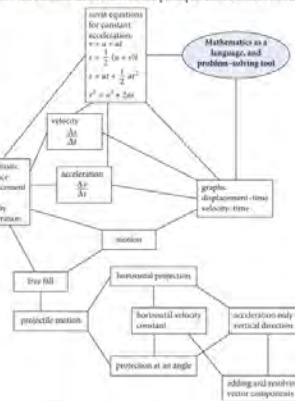 suvat equations
for constant
acceleration:
v = u + at
s = 1/2 (u + v)t
s = ut + 1/2 at²
v² = u² + 2as
Mathematics as a
language, and
problem-solving tool
velocity
Δs/Δt
acceleration
Δv/Δt
graphs:
displacement–time
velocity–time
motion
free fall
projectile motion
horizontal projection
horizontal velocity
constant
acceleration only
vertical direction
projection at an angle
adding and resolving
vector components